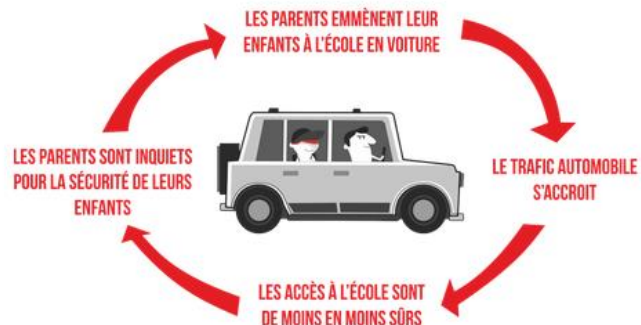 LES PARENTS EMMÈNENT LEUR
ENFANTS À L'ÉCOLE EN VOITURE
LE TRAFIC AUTOMOBILE
S'ACCROIT
LES ACCÈS À L'ÉCOLE SONT
DE MOINS EN MOINS SÛRS
LES PARENTS SONT INQUIETS
POUR LA SÉCURITÉ DE LEURS
ENFANTS